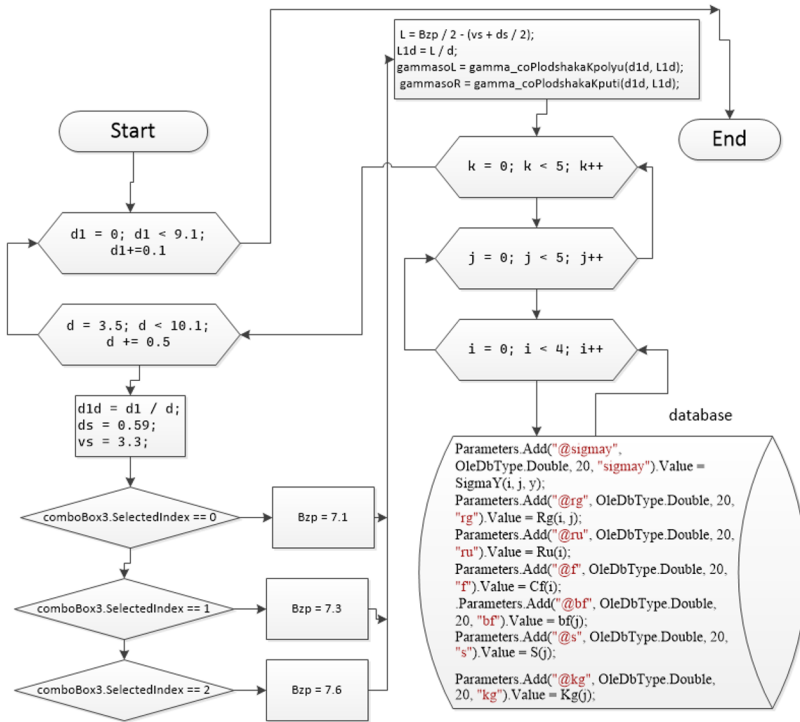 Start
d1 = 0; d1 < 9.1;
d1+=0.1
d = 3.5; d < 10.1;
d += 0.5
d1d = d1 / d;
ds = 0.59;
vs = 3.3;
comboBox3.SelectedIndex == 0
Bzp = 7.1
comboBox3.SelectedIndex == 1
Bzp = 7.3
comboBox3.SelectedIndex == 2
Bzp = 7.6
L = Bzp / 2 - (vs + ds / 2);
L1d = L / d;
gammasoL = gamma_coPlodshakaKpolyu(d1d, L1d);
gammasoR = gamma_coPlodshakaKputi(d1d, L1d);
End
k = 0; k < 5; k++
j = 0; j < 5; j++
i = 0; i < 4; i++
database
Parameters.Add("@sigmay",
OleDbType.Double, 20, "sigmay").Value =
SigmaY(i, j, y);
Parameters.Add("@rg", OleDbType.Double, 20,
"rg").Value = Rg(i, j);
Parameters.Add("@ru", OleDbType.Double, 20,
"ru").Value = Ru(i);
Parameters.Add("@f", OleDbType.Double, 20,
"f").Value = Cf(i);
.Parameters.Add("@bf", OleDbType.Double,
20, "bf").Value = bf(j);
Parameters.Add("@s", OleDbType.Double, 20,
"s").Value = S(j);
Parameters.Add("@kg", OleDbType.Double,
20, "kg").Value = Kg(j);